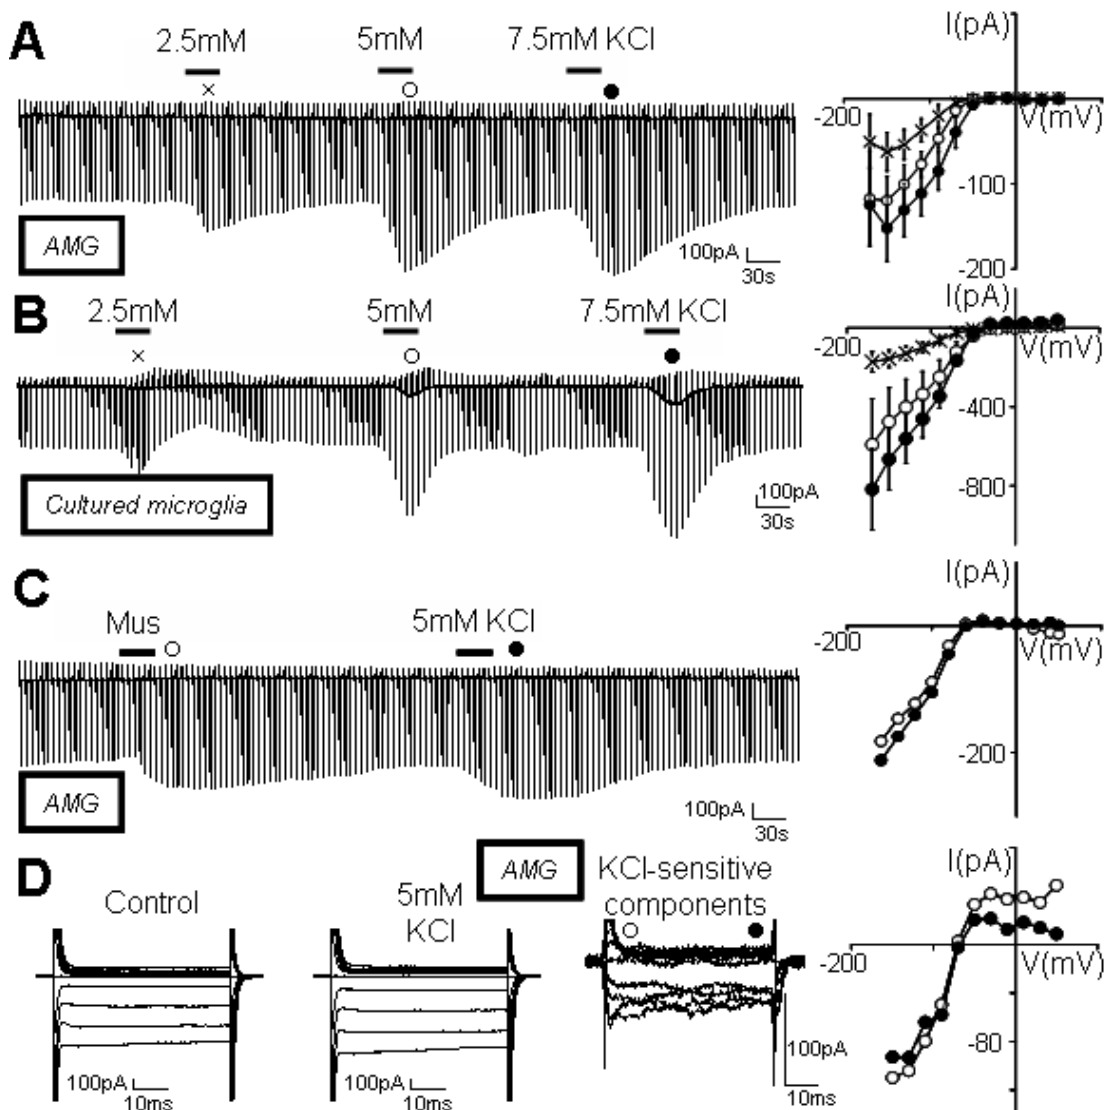 A
2.5mM 5mM 7.5mM KCl
× ○ ●
AMG
100pA
30s
I(pA)
-200
V(mV)
-100
-200
B
2.5mM 5mM 7.5mM KCl
× ○ ●
Cultured microglia
100pA
30s
I(pA)
-200
V(mV)
-400
-800
C
Mus 5mM KCl
○ ●
AMG
100pA
30s
I(pA)
-200
V(mV)
-200
D
AMG
Control
5mM
KCl
KCl-sensitive
components
○ ●
100pA
10ms
100pA
10ms
100pA
10ms
I(pA)
-200
V(mV)
-80